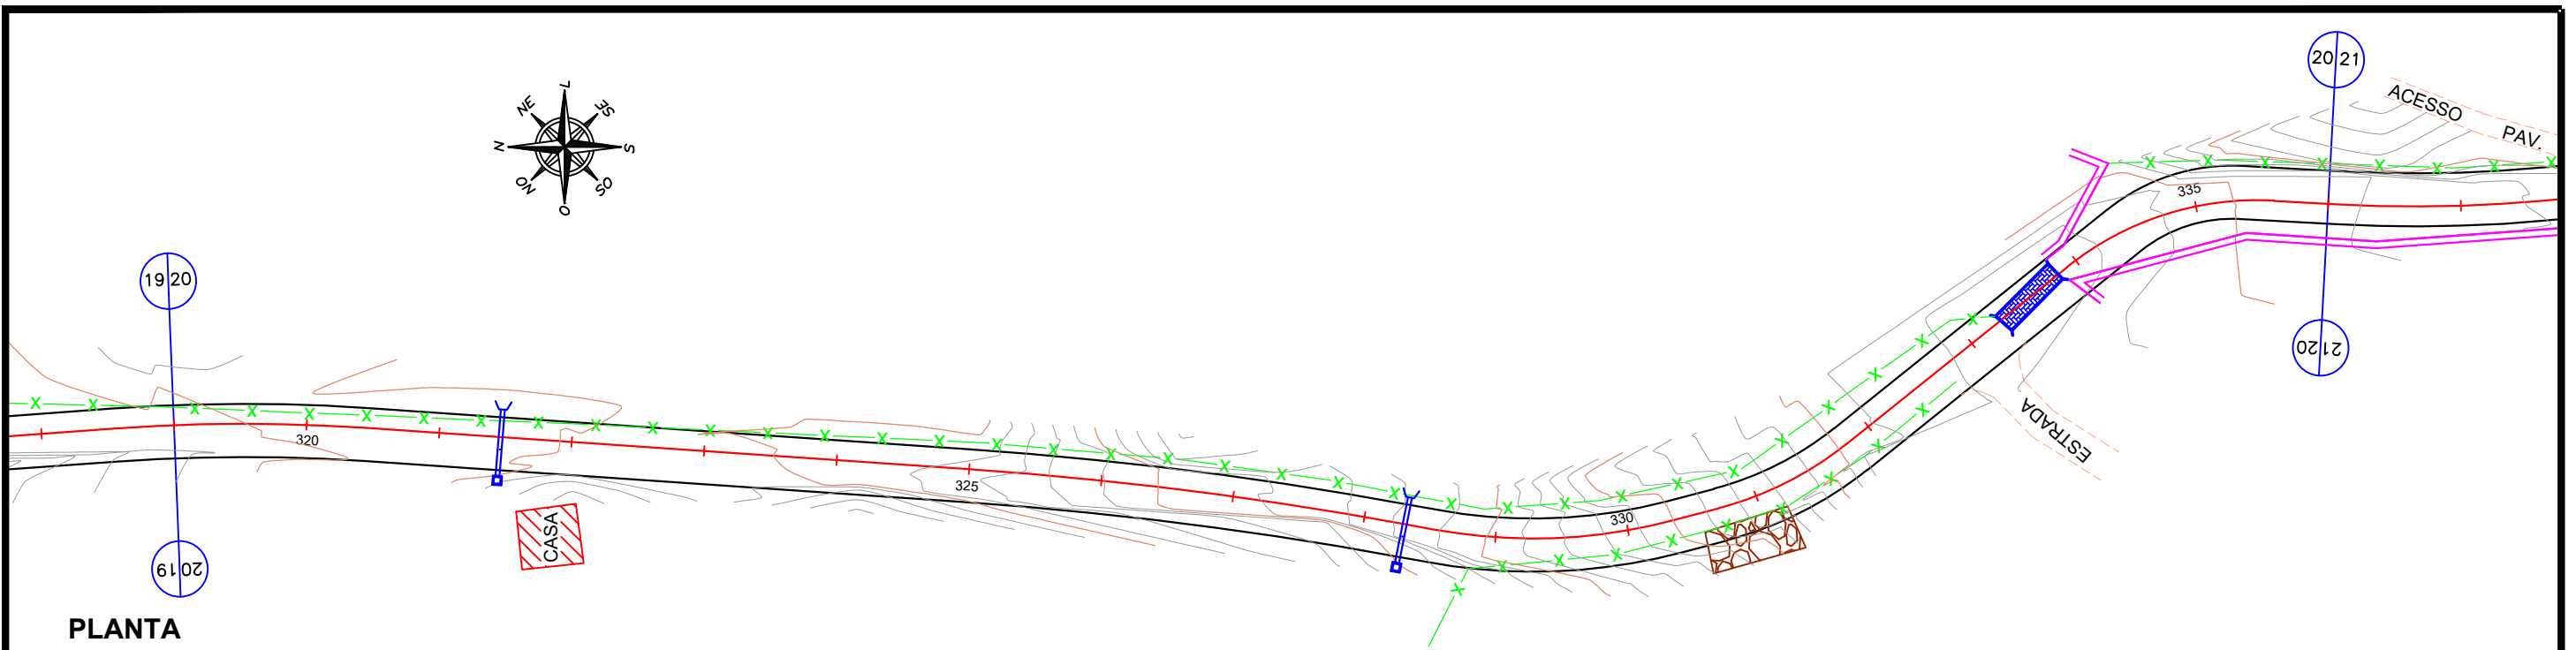 L
NE
SE
N
S
NO
SO
O
20 21
ACESSO PAV.
335
19 20
320
325
330
21 20
ESTRADA
CASA
20 19
PLANTA